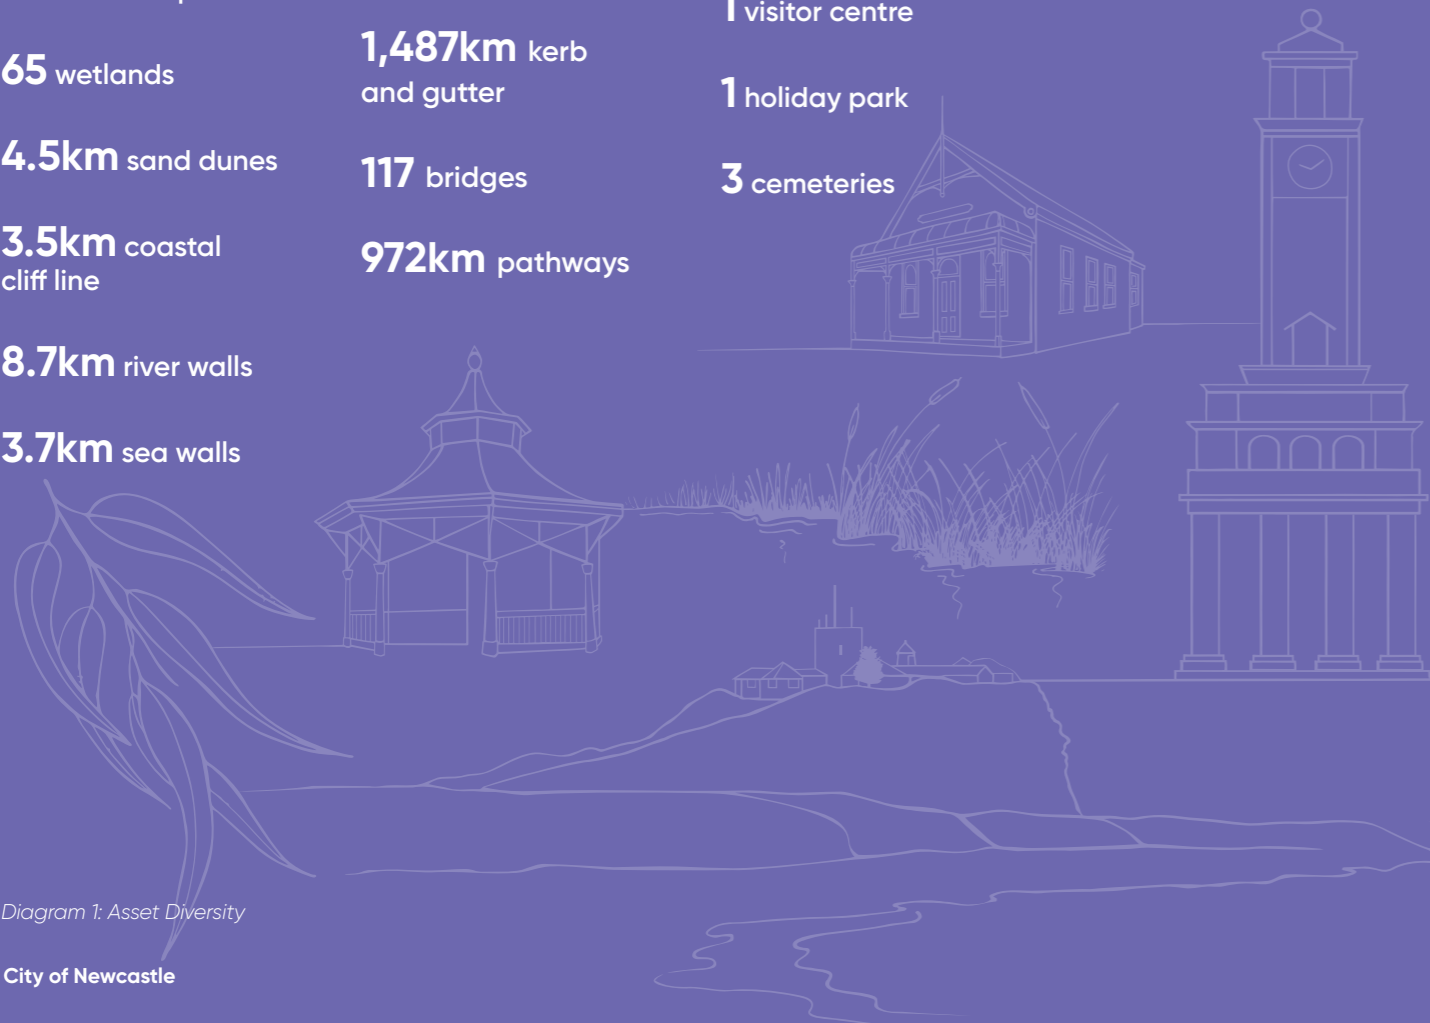 65 wetlands
4.5km sand dunes
3.5km coastal
cliff line
8.7km river walls
3.7km sea walls
1,487km kerb
and gutter
117 bridges
972km pathways
1 visitor centre
1 holiday park
3 cemeteries
Diagram 1: Asset Diversity
City of Newcastle